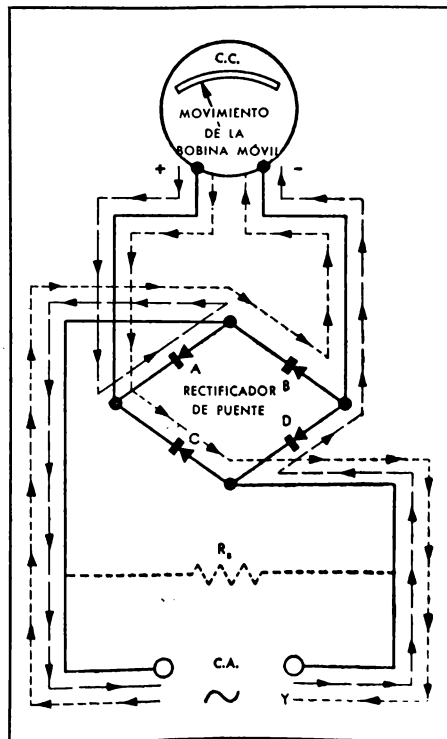 C.C.
MOVIMIENTO
DE LA
BOBINA MÓVIL
+ -
A
B
RECTIFICADOR
DE PUENTE
C
D
Rs
C.A.
Y